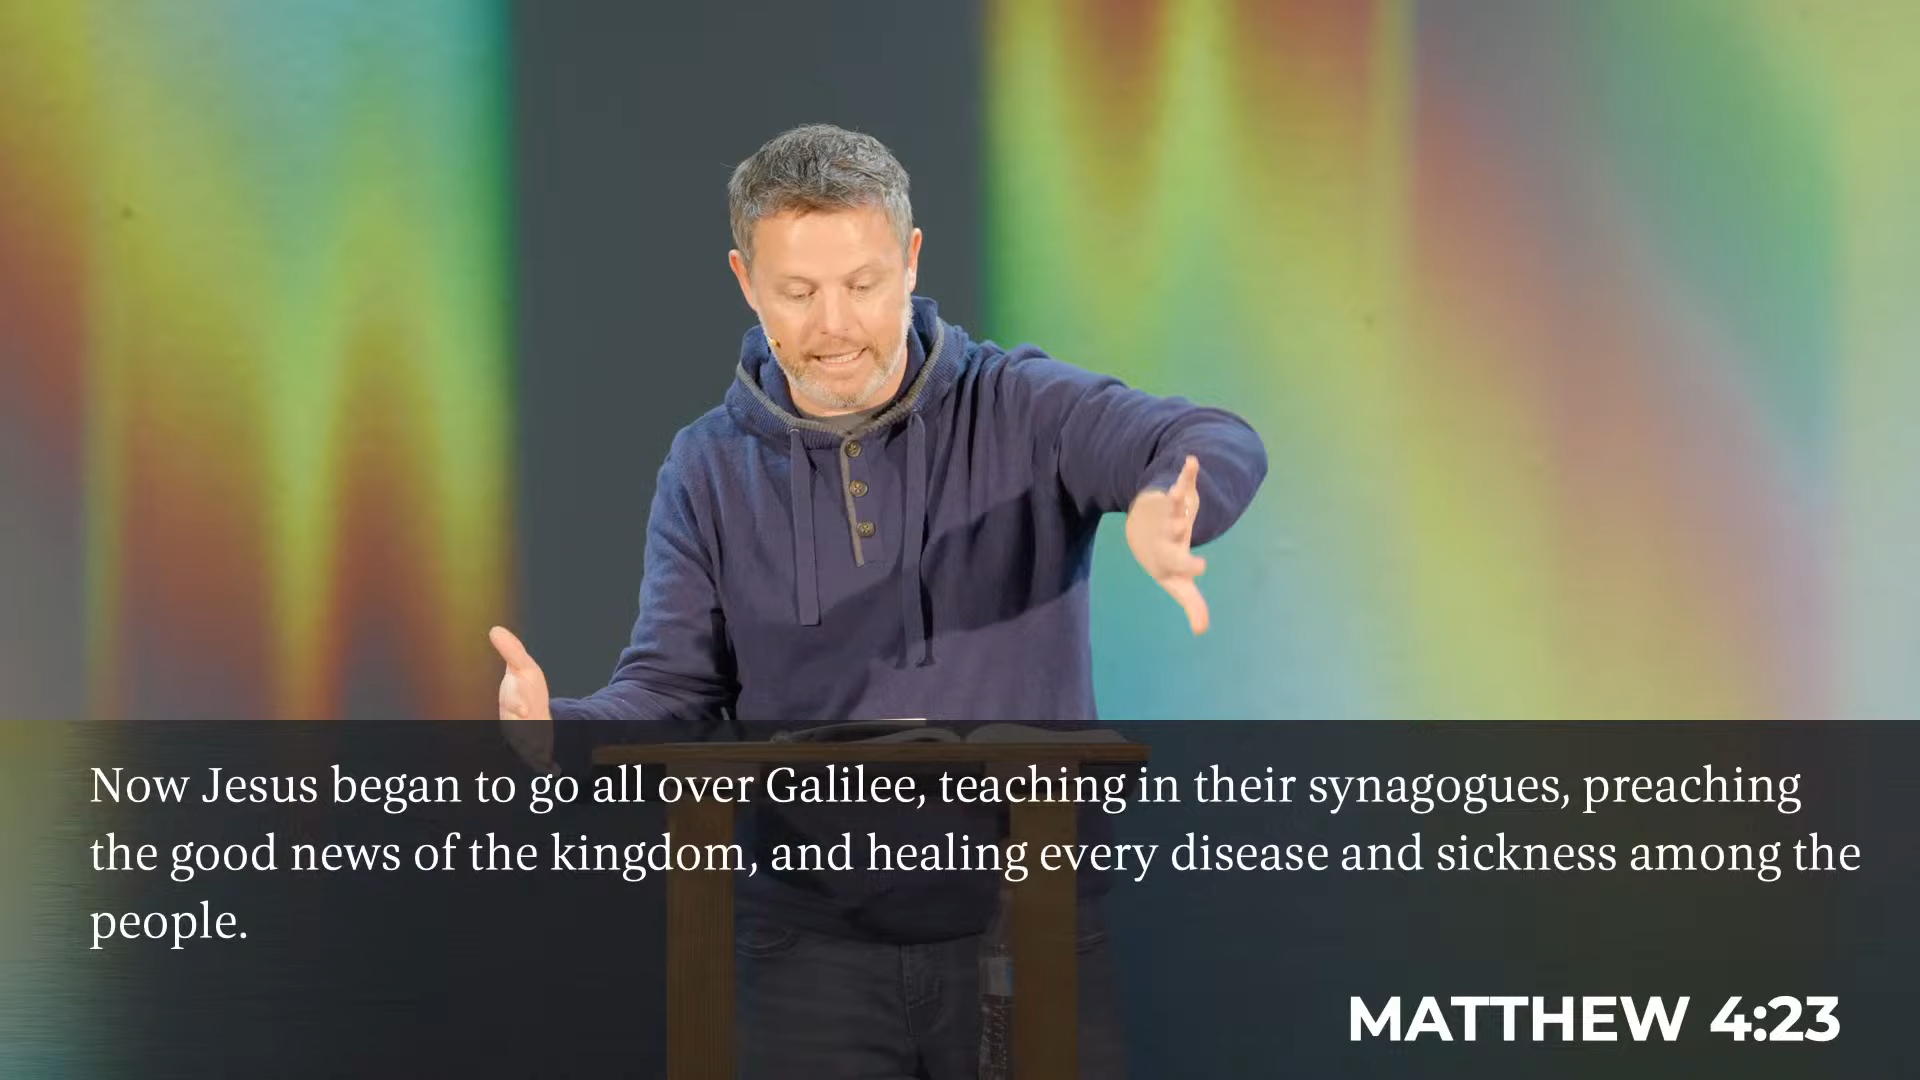 Now Jesus began to go all over Galilee, teaching in their synagogues, preaching
the good news of the kingdom, and healing every disease and sickness among the
people.
MATTHEW 4:23